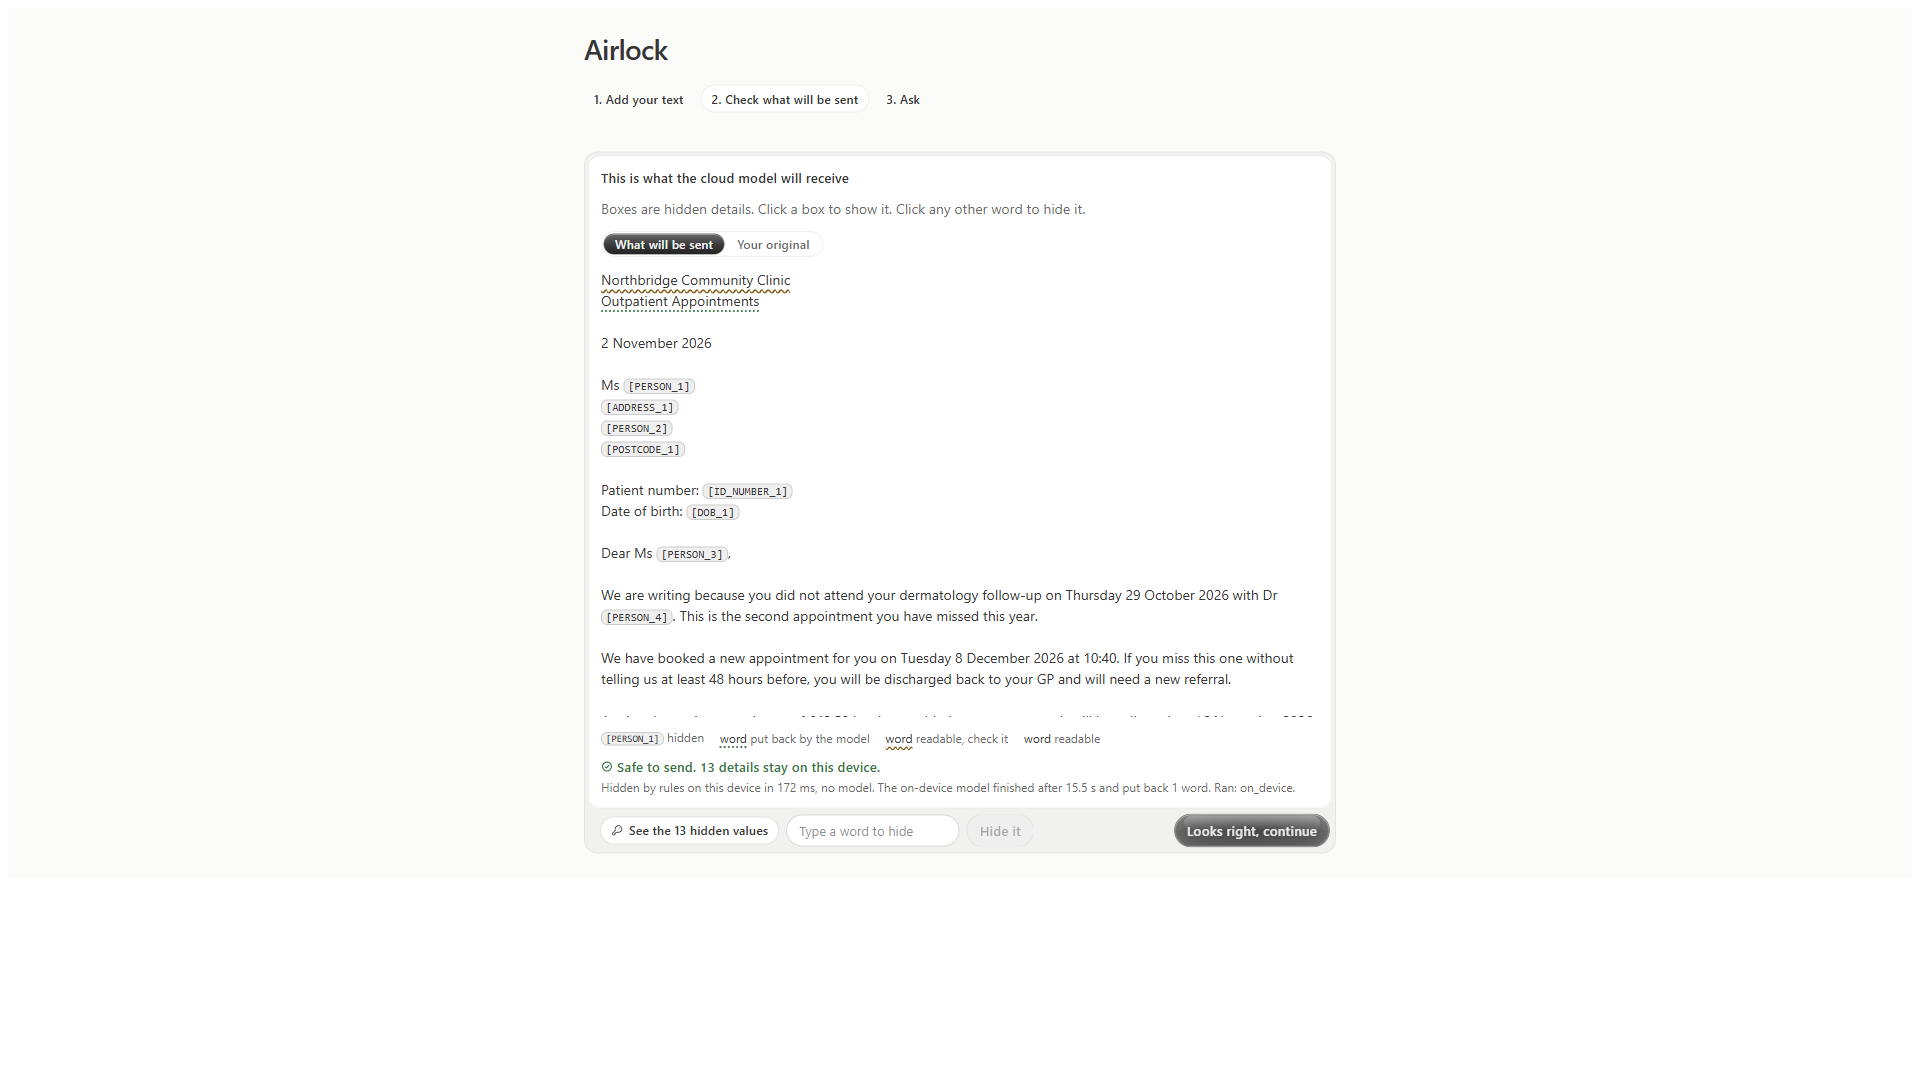 Airlock
1. Add your text
2. Check what will be sent
3. Ask
This is what the cloud model will receive
Boxes are hidden details. Click a box to show it. Click any other word to hide it.
What will be sent
Your original
Northbridge Community Clinic
Outpatient Appointments
2 November 2026
Ms [PERSON_1]
[ADDRESS_1]
[PERSON_2]
[POSTCODE_1]
Patient number: [ID_NUMBER_1]
Date of birth: [DOB_1]
Dear Ms [PERSON_3],
We are writing because you did not attend your dermatology follow-up on Thursday 29 October 2026 with Dr
[PERSON_4]. This is the second appointment you have missed this year.
We have booked a new appointment for you on Tuesday 8 December 2026 at 10:40. If you miss this one without
telling us at least 48 hours before, you will be discharged back to your GP and will need a new referral.
[PERSON_1] hidden
word put back by the model
word readable, check it
word readable
Safe to send. 13 details stay on this device.
Hidden by rules on this device in 172 ms, no model. The on-device model finished after 15.5 s and put back 1 word. Ran: on_device.
See the 13 hidden values
Type a word to hide
Hide it
Looks right, continue